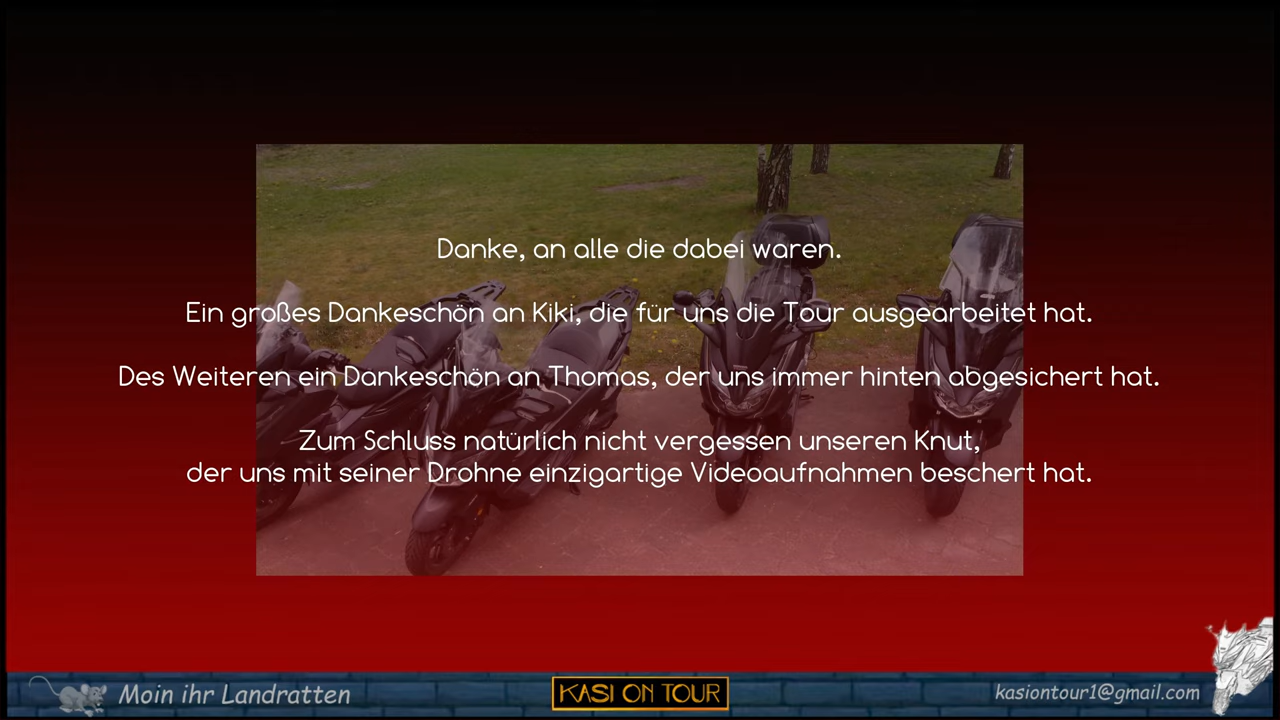 Danke, an alle die dabei waren.
Ein großes Dankeschön an Kiki, die für uns die Tour ausgearbeitet hat.
Des Weiteren ein Dankeschön an Thomas, der uns immer hinten abgesichert hat.
Zum Schluss natürlich nicht vergessen unseren Knut,
der uns mit seiner Drohne einzigartige Videoaufnahmen beschert hat.
Moin ihr Landratten
KASI ON TOUR
kasiontour1@gmail.com